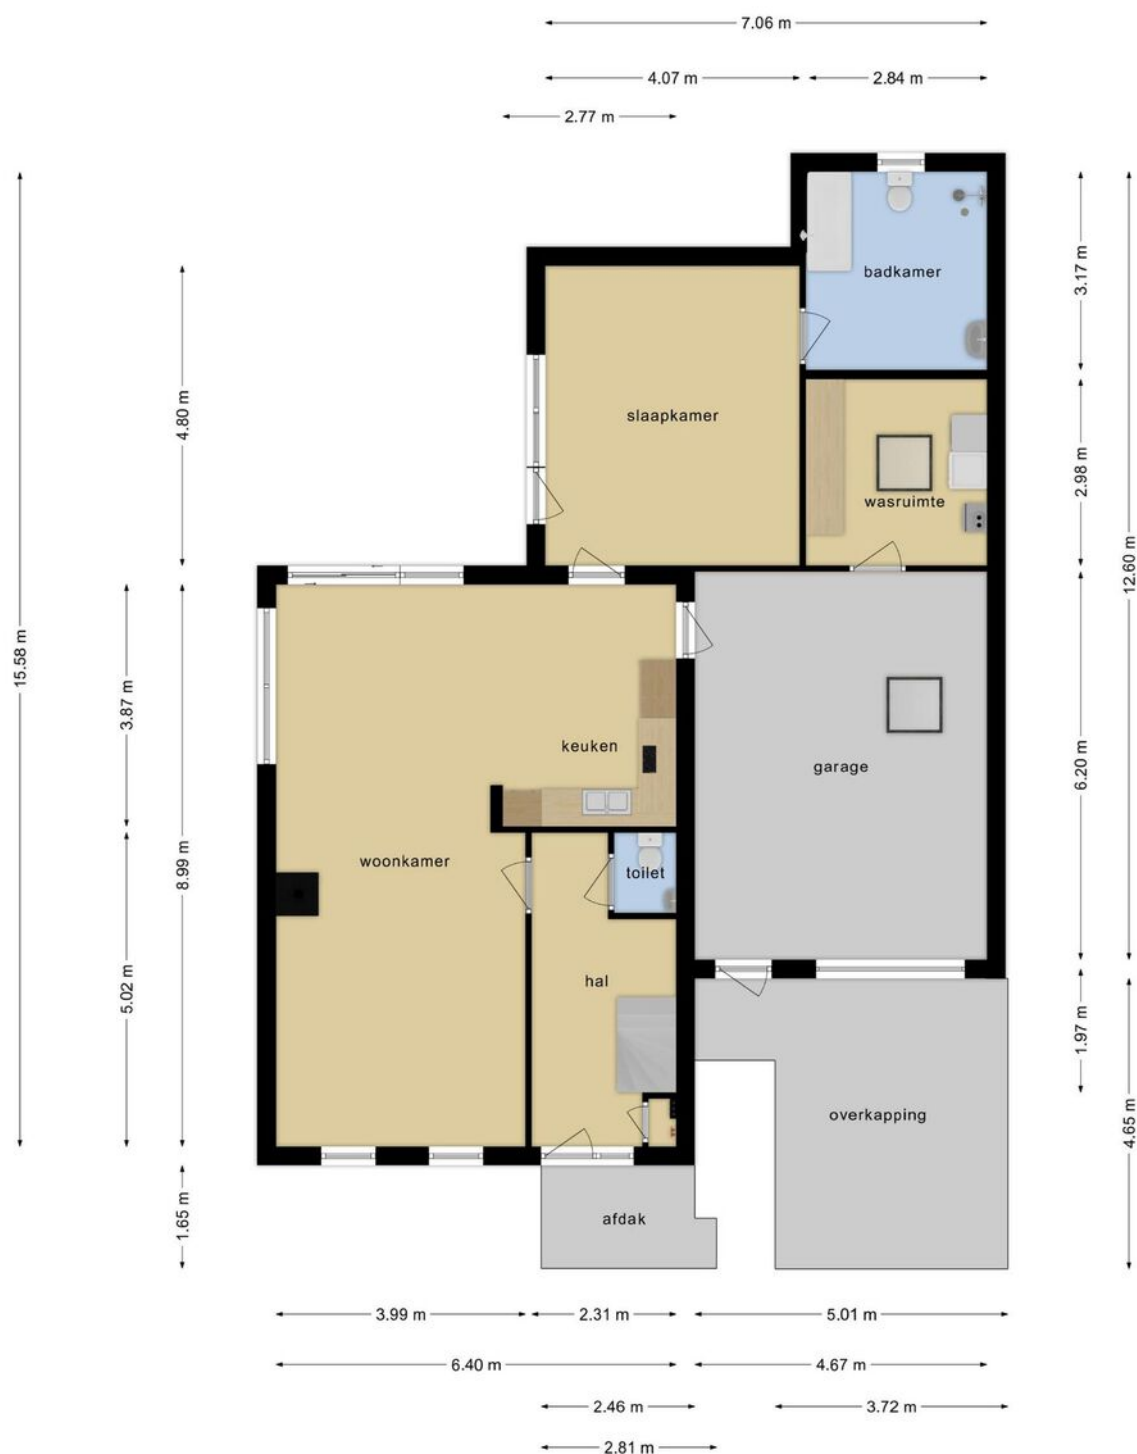 7.06 m
4.07 m
2.84 m
2.77 m
badkamer
3.17 m
4.80 m
slaapkamer
2.98 m
wasruimte
12.60 m
15.58 m
3.87 m
keuken
garage
6.20 m
woonkamer
8.99 m
toilet
5.02 m
hal
1.97 m
overkapping
4.65 m
1.65 m
afdak
3.99 m
2.31 m
5.01 m
6.40 m
4.67 m
2.46 m
3.72 m
2.81 m